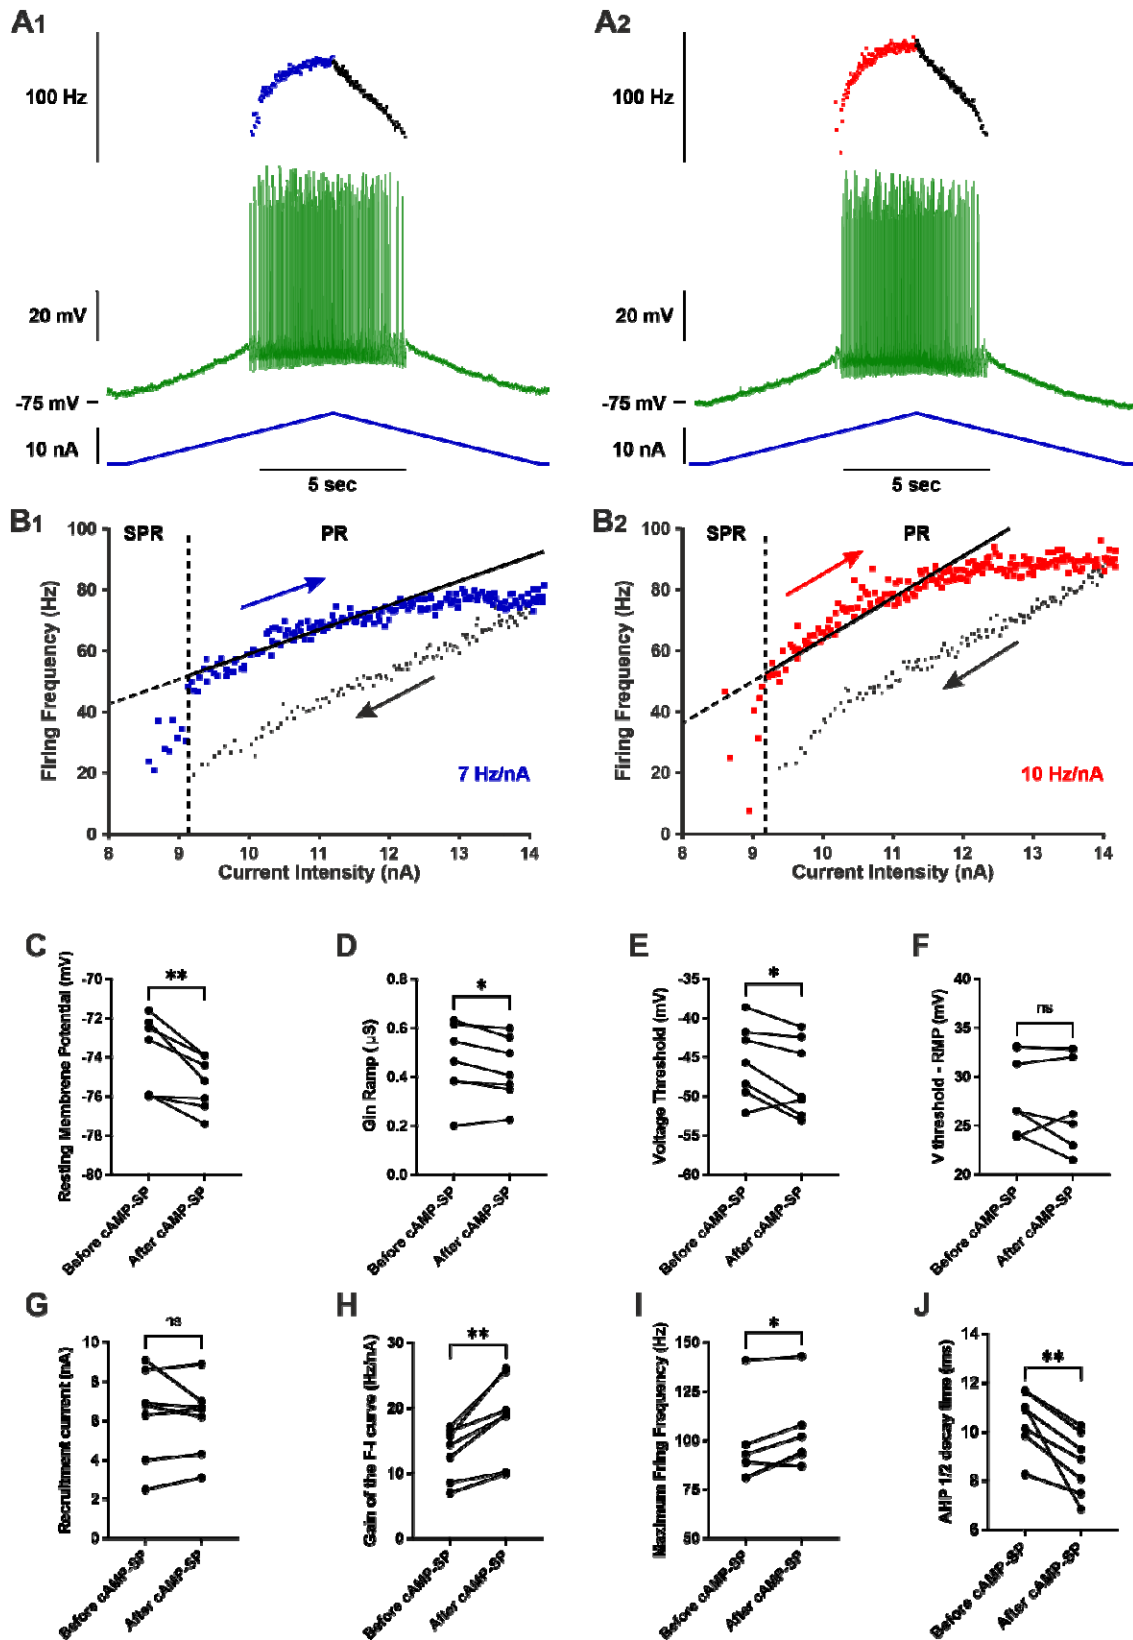 A1
A2
100 Hz
100 Hz
20 mV
20 mV
-75 mV
-75 mV
10 nA
10 nA
5 sec
5 sec
B1
B2
SPR
PR
SPR
PR
100
80
60
40
20
0
Firing Frequency (Hz)
7 Hz/nA
8 9 10 11 12 13 14
Current Intensity (nA)
100
80
60
40
20
0
Firing Frequency (Hz)
10 Hz/nA
8 9 10 11 12 13 14
Current Intensity (nA)
C
Resting Membrene Potential (mV)
-70
-72
-74
-76
-78
-80
**
Before cAMP-SP
After cAMP-SP
D
Gin Ramp (µS)
0.8
0.6
0.4
0.2
0.0
*
Before cAMP-SP
After cAMP-SP
E
Voltage Threshold (mV)
-35
-40
-45
-50
-55
-60
*
Before cAMP-SP
After cAMP-SP
F
V threshold - RMP (mV)
40
35
30
25
20
ns
Before cAMP-SP
After cAMP-SP
G
Recruitment current (nA)
10
8
6
4
2
0
ns
Before cAMP-SP
After cAMP-SP
H
Gain of the F-I curve (Hz/nA)
30
20
10
0
**
Before cAMP-SP
After cAMP-SP
I
Maximum Fring Frequency (Hz)
150
125
100
75
50
*
Before cAMP-SP
After cAMP-SP
J
AHP 1/2 decay time (ms)
14
12
10
8
6
**
Before cAMP-SP
After cAMP-SP